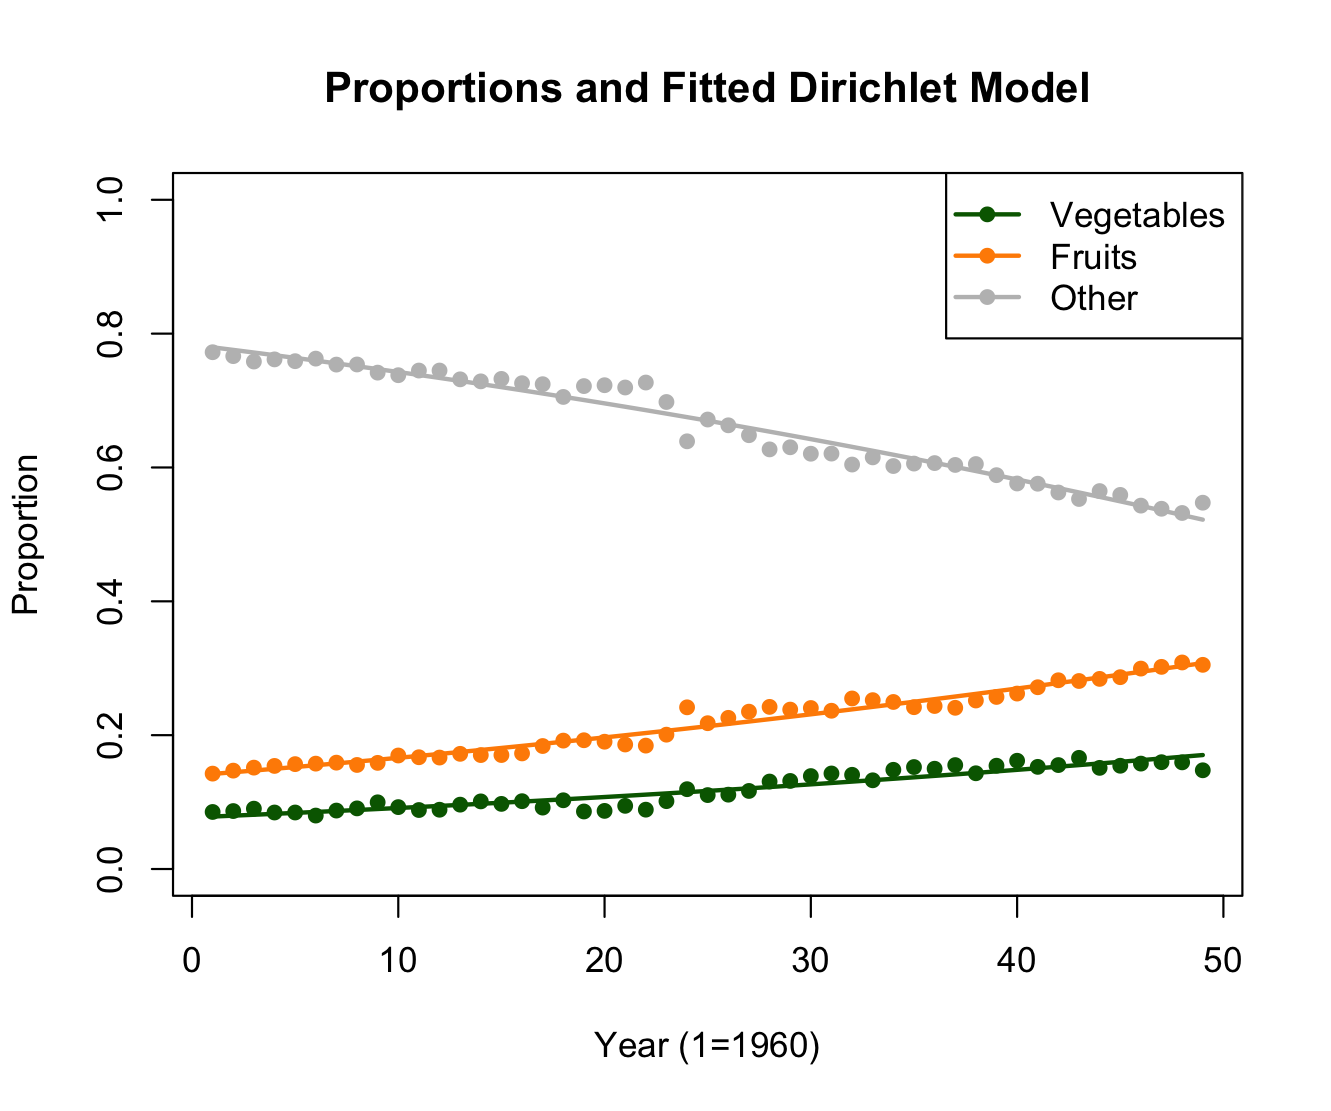 Proportions and Fitted Dirichlet Model
Vegetables
Fruits
Other
Proportion
1.0
0.8
0.6
0.4
0.2
0.0
0 10 20 30 40 50
Year (1=1960)